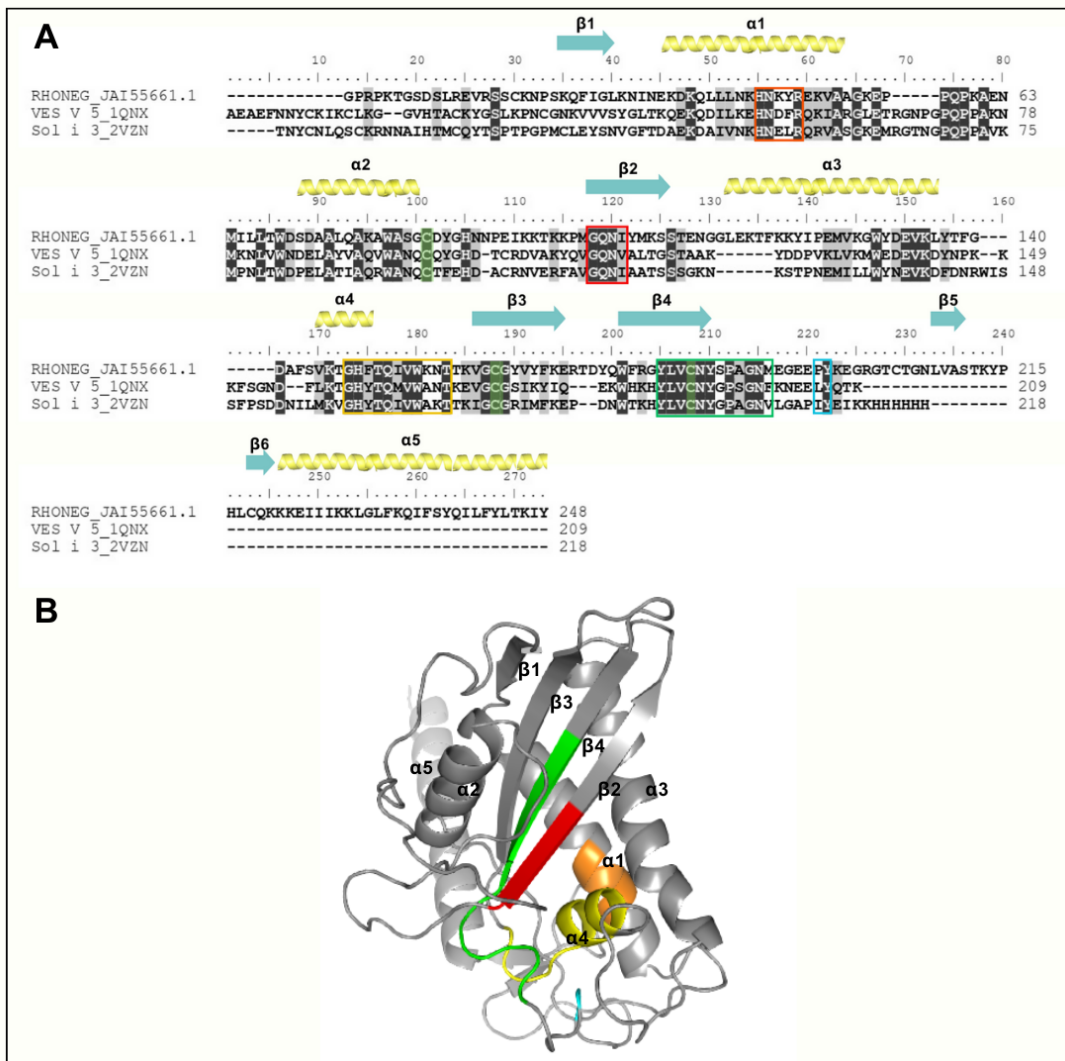 A
β1 α1
10 20 30 40 50 60 70 80
RHONEG_JAI55661.1 ------------GPRPKTGSDSLREVRSSCKNPSKQFIGLKNINEKDKQLLLNKHNKYREKVAAGKEP-----PQPKAEN 63
VES V 5_1QNX AEAEFNNYCKIKCLKG--GVHTACKYGSLKPNCGNKVVVSYGLTKQEKQDILKEHNDFRQKIARGLETRGNPGPQPPAKN 78
Sol i 3_2VZN -----TNYCNLQSCKRNNAIHTMCQYTSPTPGPMCLEYSNVGFTDAEKDAIVNKHNELRQRVASGKEMRGTNGPQPPAVK 75
α2 β2 α3
90 100 110 120 130 140 150 160
RHONEG_JAI55661.1 MILLTWDSDAALQAKAWASGCDYGHNNPEIKKTKKPMGQNIYMKSSTENGGLEKTFKKYIPEMVKGWYDEVKLYTFG--- 140
VES V 5_1QNX MKNLVWNDELAYVAQVWANQCQYGHD-TCRDVAKYQVGQNVALTGSTAAK------YDDPVKLVKMWEDEVKDYNPK--K 149
Sol i 3_2VZN MPNLTWDPELATIAQRWANQCTFEHD-ACRNVERFAVGQNIAATSSSGKN------KSTPNEMILLWYNEVKDFDNRWIS 148
α4 β3 β4 β5
170 180 190 200 210 220 230 240
RHONEG_JAI55661.1 -----DAFSVKTGHFTQIVWKNTTKVGCGYVYFKERTDYQWFRGYLVCNYSPAGNMEGEEPYKEGRGTCTGNLVASTKYP 215
VES V 5_1QNX KFSGND--FLKTGHYTQMVWANTKEVGCGSIKYIQ---EKWHKHYLVCNYGPSGNFKNEELYQTK--------------- 209
Sol i 3_2VZN SFPSDNILMKVGHYTQIVWAKTTKIGCGRIMFKEP--DNWTKHYLVCNYGPAGNVLGAPIYEIKKHHHHHH-------- 218
β6 α5
250 260 270
RHONEG_JAI55661.1 HLCQKKKEIIIKKLGLFKQIFSYQILFYLTKIY 248
VES V 5_1QNX --------------------------------- 209
Sol i 3_2VZN --------------------------------- 218
B
β1
β3
β4
α5
α2
β2
α3
α1
α4